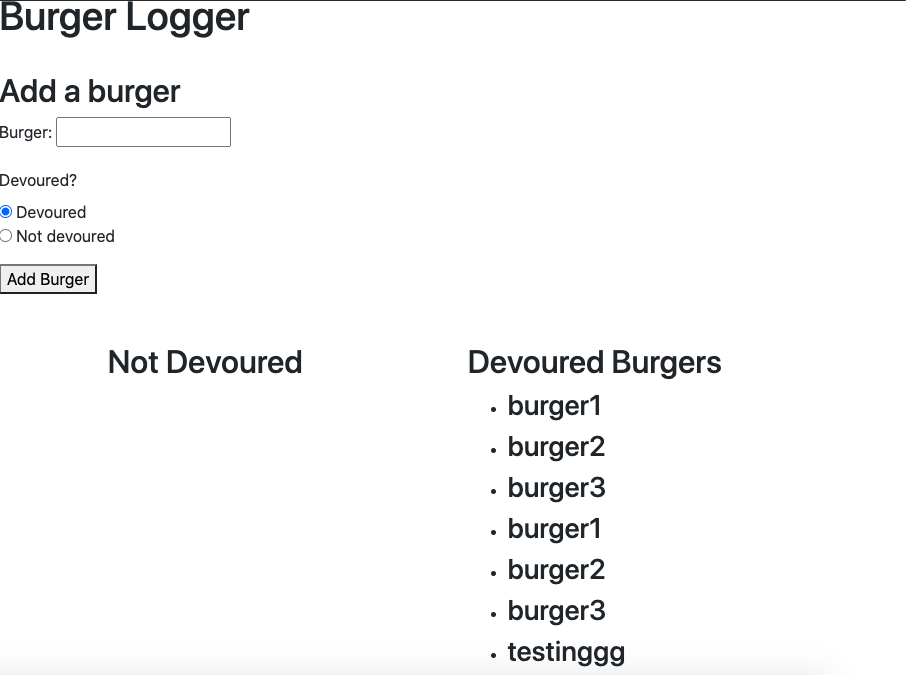 Burger Logger
Add a burger
Burger:
Devoured?
Devoured
Not devoured
Add Burger
Not Devoured
Devoured Burgers
burger1
burger2
burger3
burger1
burger2
burger3
testinggg